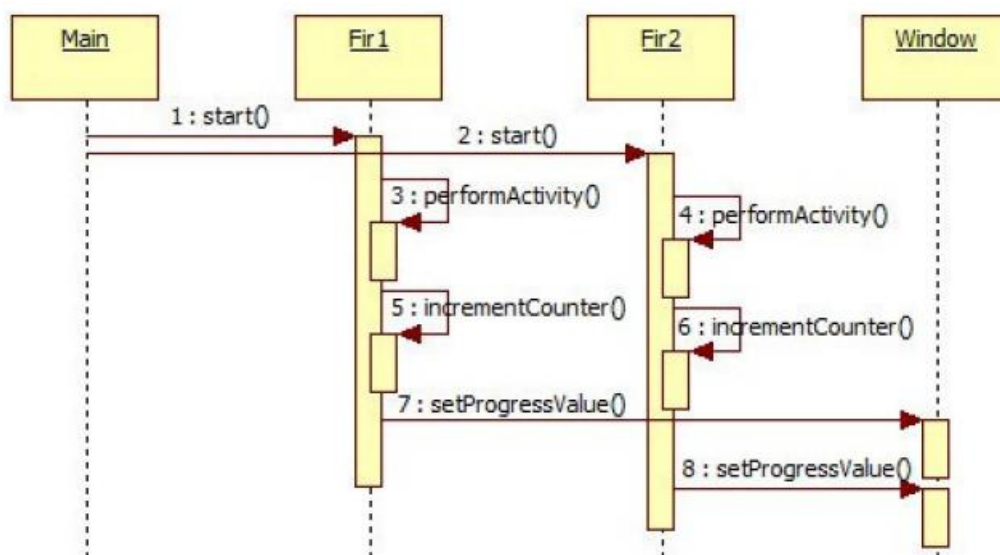 Main
Fir1
Fir2
Window
1 : start()
2 : start()
3 : performActivity()
4 : performActivity()
5 : incrementCounter()
6 : incrementCounter()
7 : setProgressValue()
8 : setProgressValue()